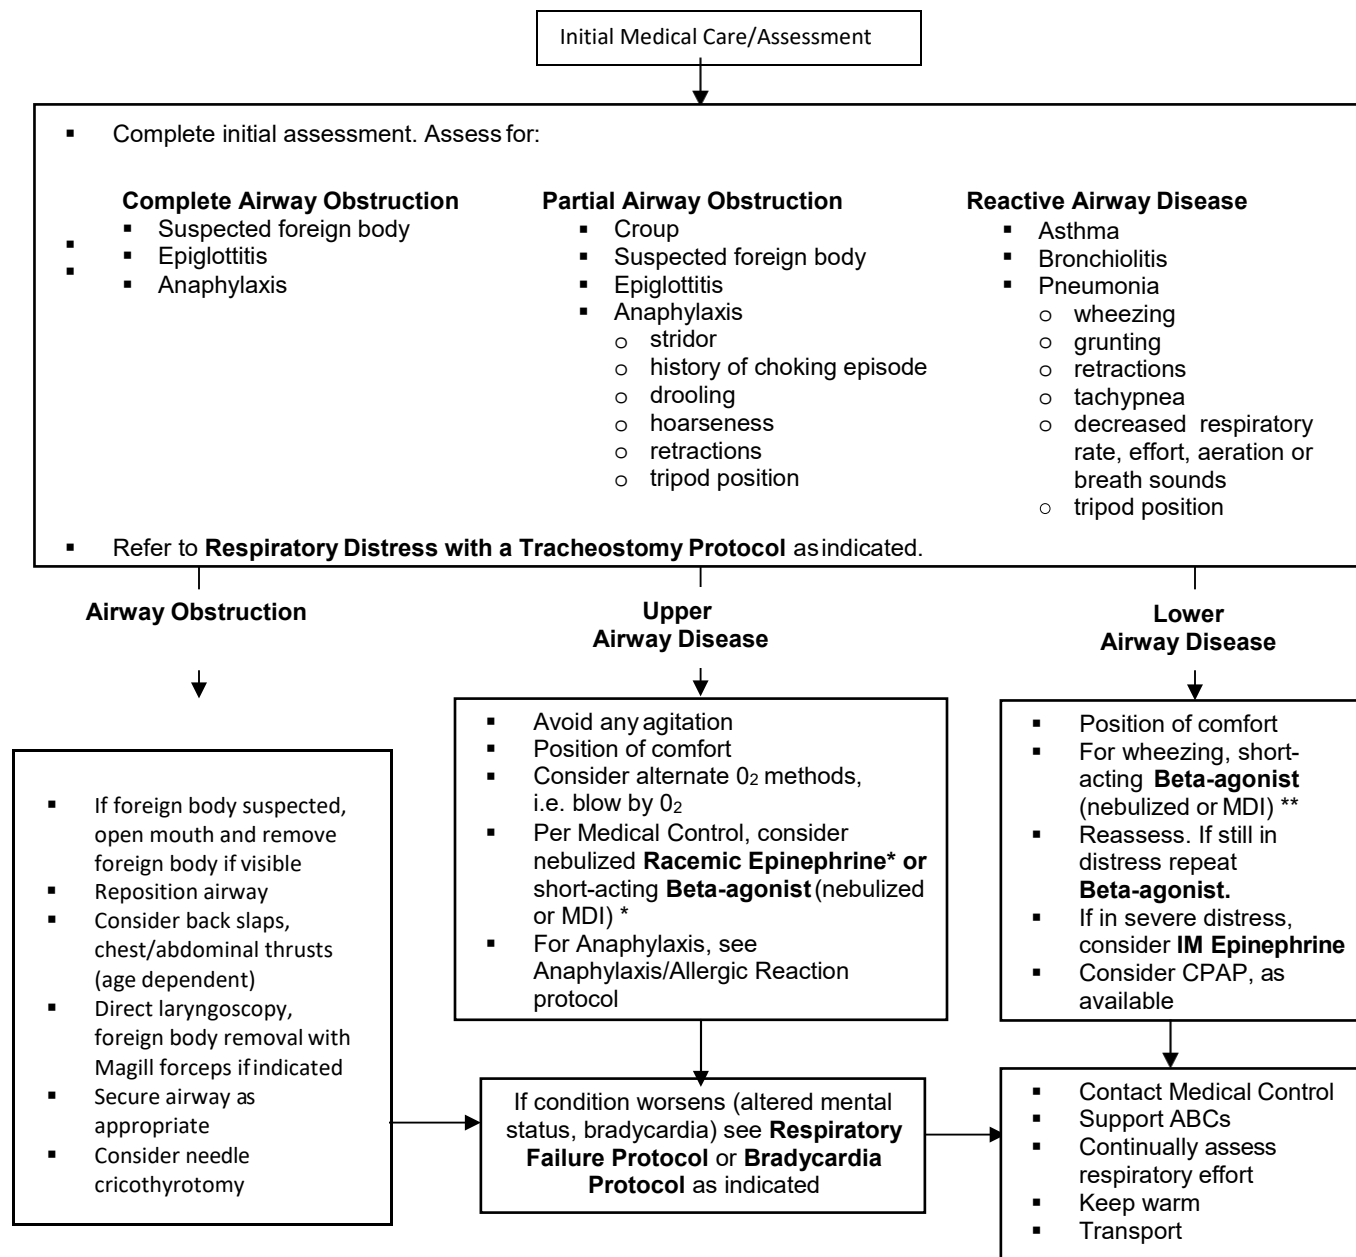 Initial Medical Care/Assessment
▪ Complete initial assessment. Assess for:
Complete Airway Obstruction
▪ Suspected foreign body
▪ Epiglottitis
▪ Anaphylaxis
▪
▪
Partial Airway Obstruction
▪ Croup
▪ Suspected foreign body
▪ Epiglottitis
▪ Anaphylaxis
o stridor
o history of choking episode
o drooling
o hoarseness
o retractions
o tripod position
Reactive Airway Disease
▪ Asthma
▪ Bronchiolitis
▪ Pneumonia
o wheezing
o grunting
o retractions
o tachypnea
o decreased respiratory
rate, effort, aeration or
breath sounds
o tripod position
▪ Refer to Respiratory Distress with a Tracheostomy Protocol as indicated.
Airway Obstruction
▪ If foreign body suspected,
open mouth and remove
foreign body if visible
▪ Reposition airway
▪ Consider back slaps,
chest/abdominal thrusts
(age dependent)
▪ Direct laryngoscopy,
foreign body removal with
Magill forceps if indicated
▪ Secure airway as
appropriate
▪ Consider needle
cricothyrotomy
Upper
Airway Disease
▪ Avoid any agitation
▪ Position of comfort
▪ Consider alternate 0₂ methods,
i.e. blow by 0₂
▪ Per Medical Control, consider
nebulized Racemic Epinephrine* or
short-acting Beta-agonist (nebulized
or MDI) *
▪ For Anaphylaxis, see
Anaphylaxis/Allergic Reaction
protocol
Lower
Airway Disease
▪ Position of comfort
▪ For wheezing, short-
acting Beta-agonist
(nebulized or MDI) **
▪ Reassess. If still in
distress repeat
Beta-agonist.
▪ If in severe distress,
consider IM Epinephrine
▪ Consider CPAP, as
available
If condition worsens (altered mental
status, bradycardia) see Respiratory
Failure Protocol or Bradycardia
Protocol as indicated
▪ Contact Medical Control
▪ Support ABCs
▪ Continually assess
respiratory effort
▪ Keep warm
▪ Transport